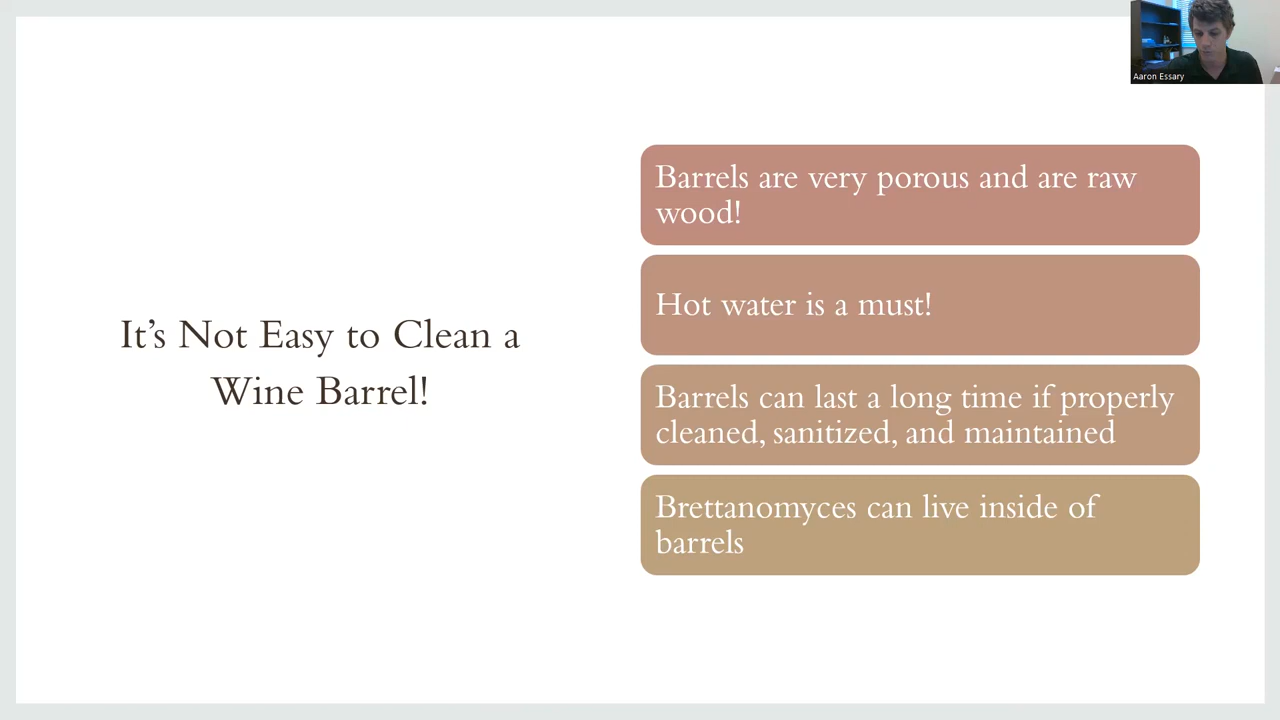 Aaron Essary
It’s Not Easy to Clean a
Wine Barrel!
Barrels are very porous and are raw
wood!
Hot water is a must!
Barrels can last a long time if properly
cleaned, sanitized, and maintained
Brettanomyces can live inside of
barrels